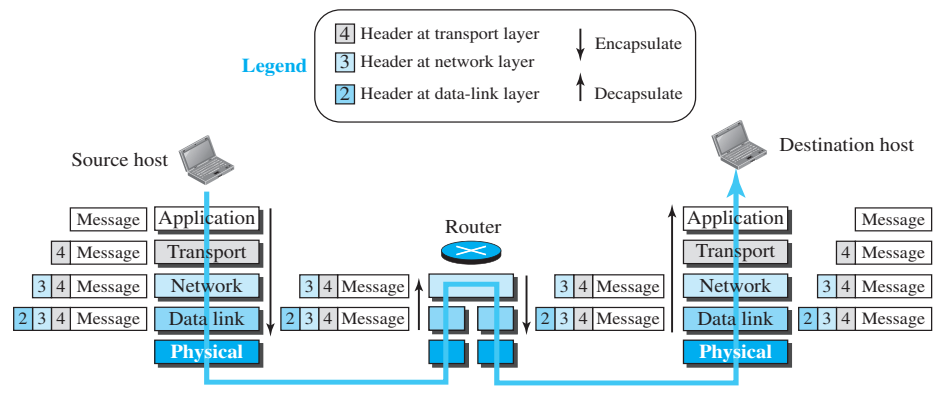 4 Header at transport layer
Encapsulate
Legend
3 Header at network layer
2 Header at data-link layer
Decapsulate
Source host
Destination host
Message
Application
Router
Application
Message
4 Message
Transport
Transport
4 Message
3 4 Message
Network
3 4 Message
3 4 Message
Network
3 4 Message
2 3 4 Message
Data link
2 3 4 Message
2 3 4 Message
Data link
2 3 4 Message
Physical
Physical